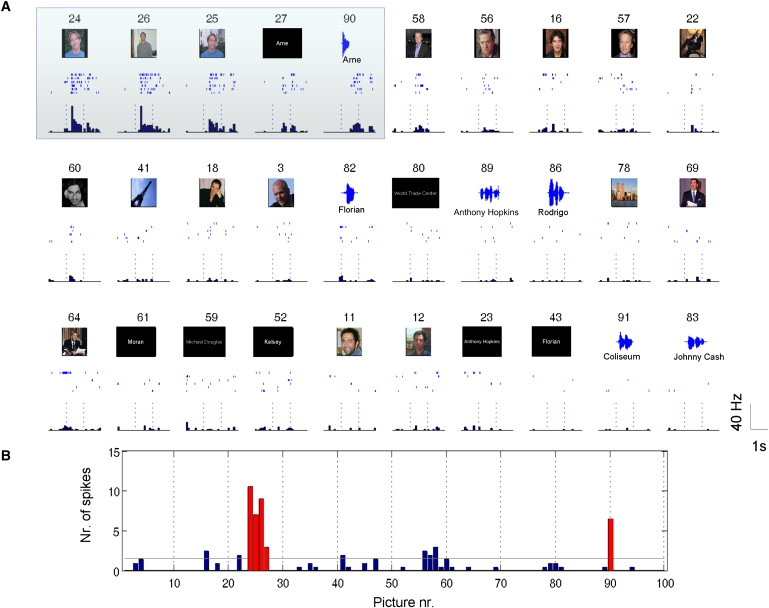 A
24 26 25 27 90 58 56 16 57 22
Arne
Arne
60 41 18 3 82 80 89 86 78 69
World Trade Center
Florian Anthony Hopkins Rodrigo
64 61 59 52 11 12 23 43 91 83
Moran Michael Douglas Kelsey Anthony Hopkins Florian
Coliseum Johnny Cash
40 Hz
1s
B
15
10
5
0
Nr. of spikes
10 20 30 40 50 60 70 80 90 100
Picture nr.